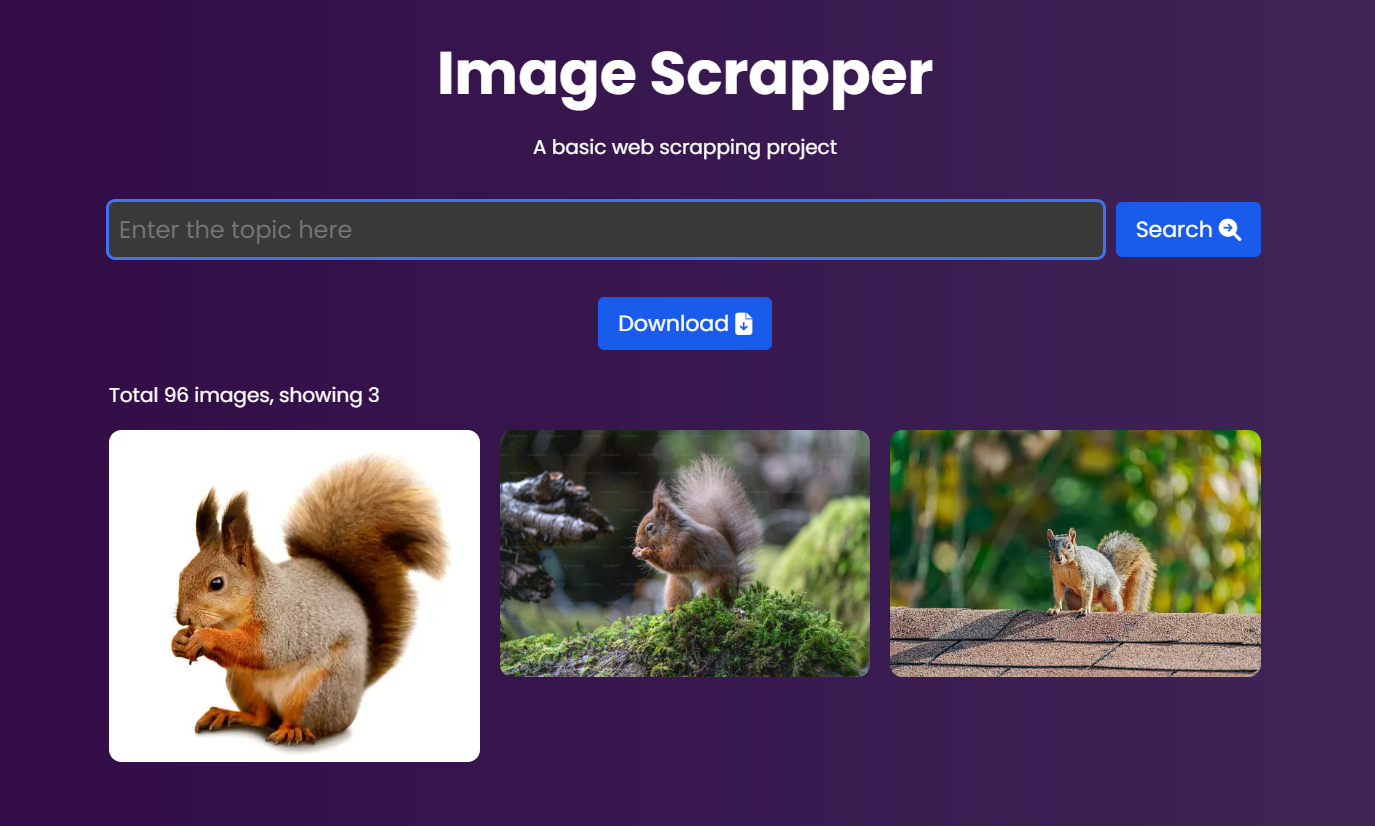 Image Scrapper
A basic web scrapping project
Enter the topic here
Search
Download
Total 96 images, showing 3